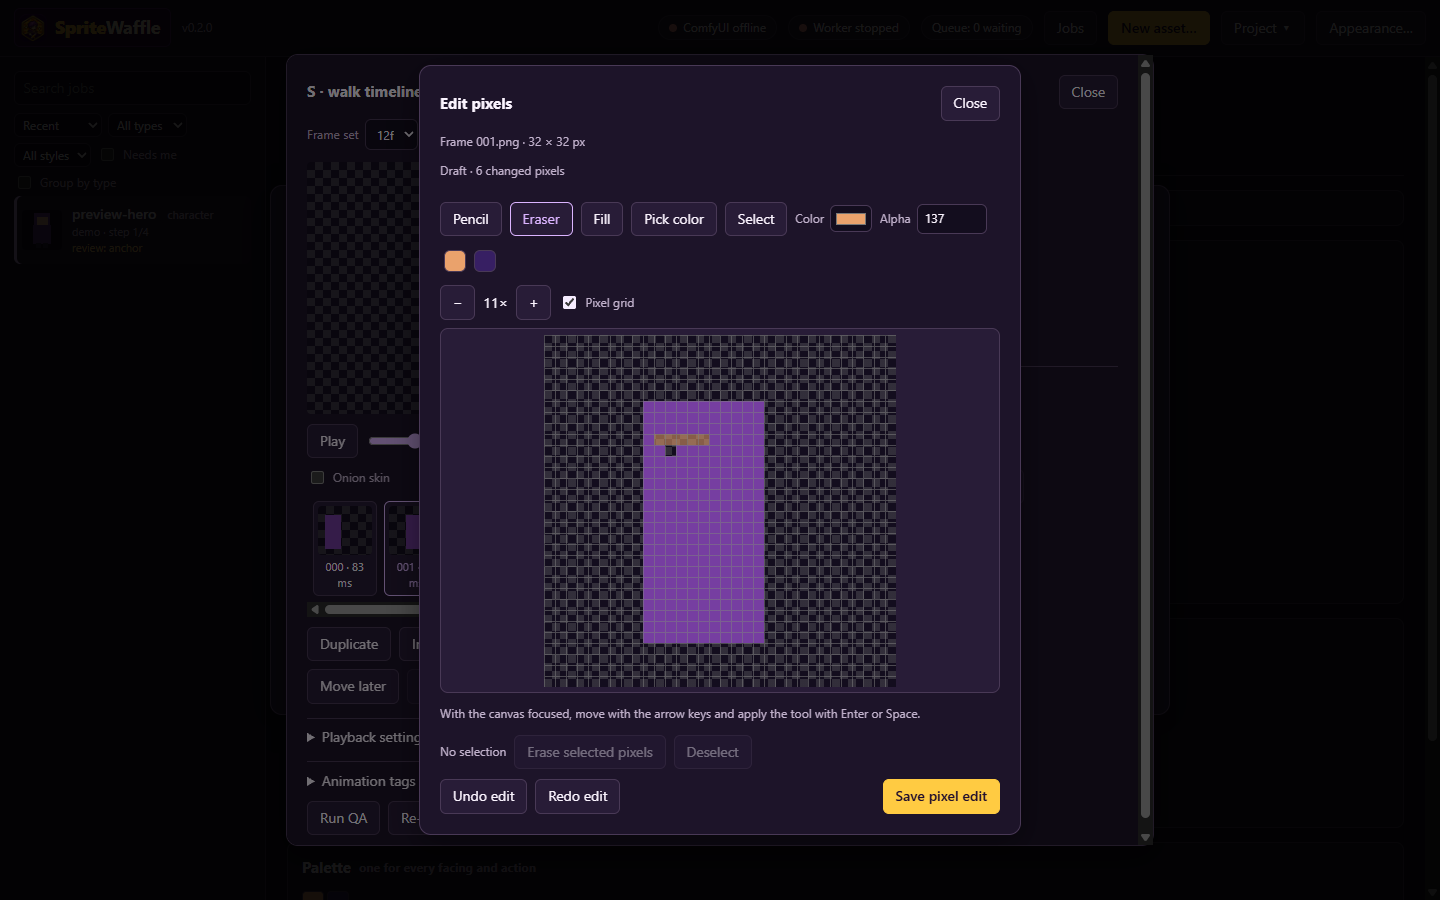 SpriteWaffle v0.2.0 ComfyUI offline Worker stopped Queue: 0 waiting Jobs New asset... Project Appearance...
Search jobs
Recent All types
All styles Needs me
Group by type
preview-hero character
demo · step 1/4
review: anchor
S · walk timeline Close
Frame set 12f
Play
Onion skin
000 · 83 ms
001
Duplicate
Move later
Playback setting
Animation tags
Run QA Re-
Palette one for every facing and action
Edit pixels Close
Frame 001.png · 32 × 32 px
Draft · 6 changed pixels
Pencil Eraser Fill Pick color Select Color Alpha 137
− 11× + Pixel grid
With the canvas focused, move with the arrow keys and apply the tool with Enter or Space.
No selection Erase selected pixels Deselect
Undo edit Redo edit Save pixel edit